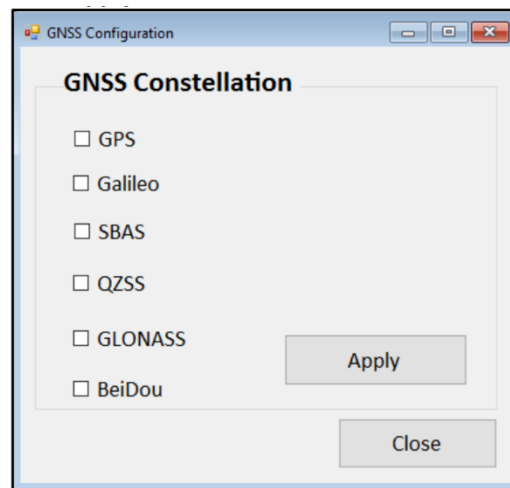 GNSS Configuration
GNSS Constellation
GPS
Galileo
SBAS
QZSS
GLONASS
Apply
BeiDou
Close